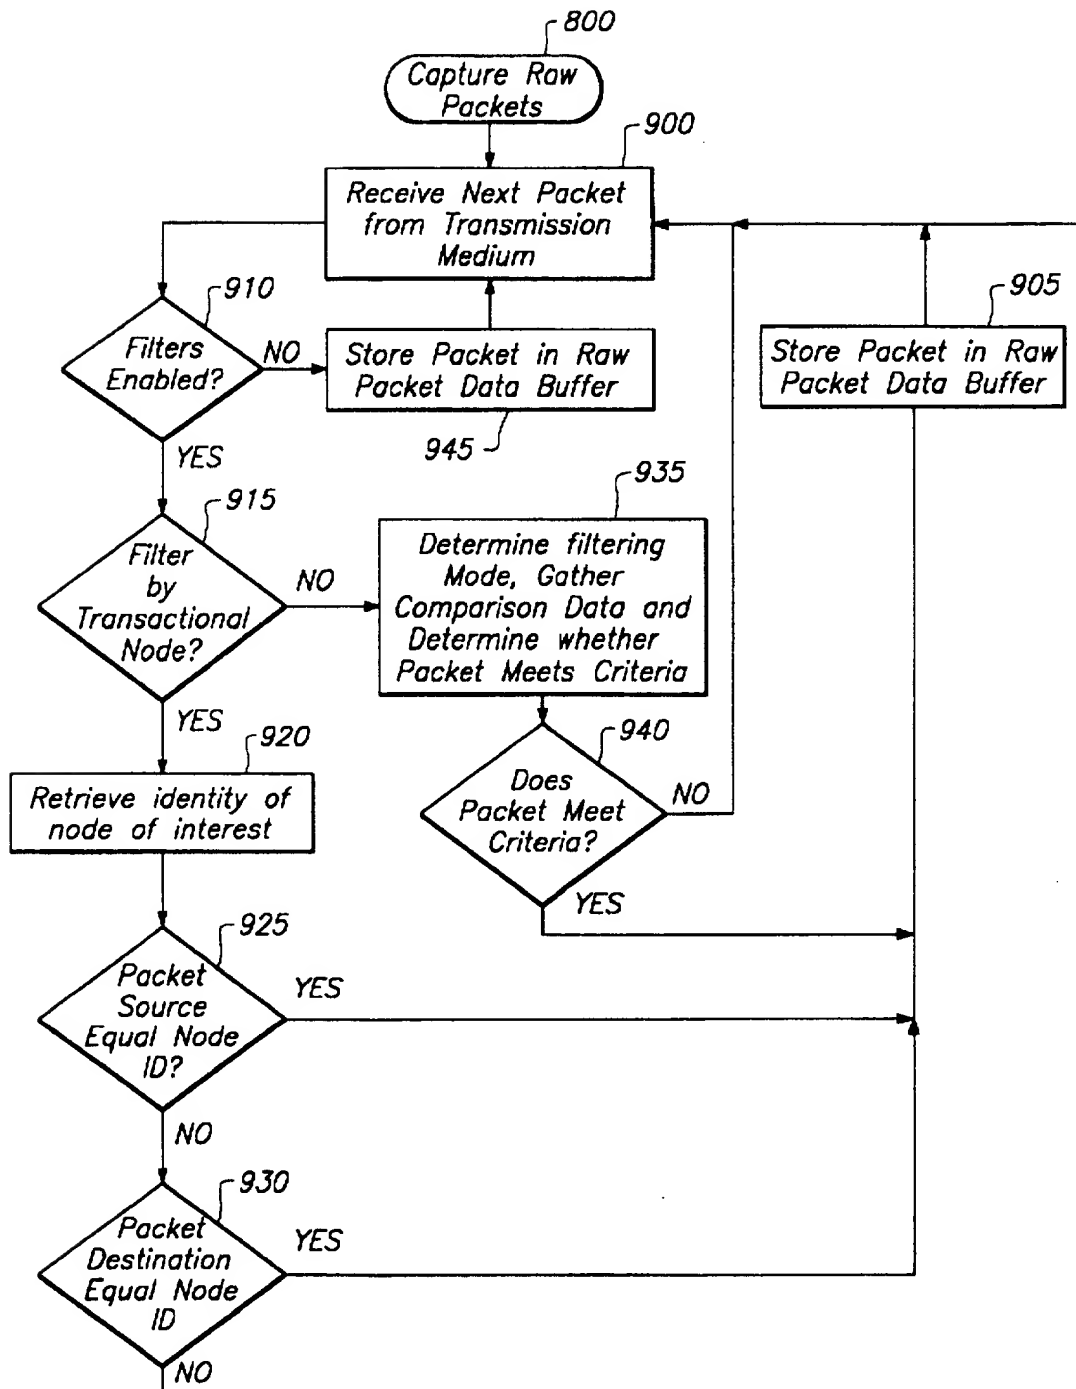 800
Capture Raw
Packets
900
Receive Next Packet
from Transmission
Medium
910
Filters
Enabled?
NO
Store Packet in Raw
Packet Data Buffer
945
905
Store Packet in Raw
Packet Data Buffer
YES
915
Filter
by
Transactional
Node?
NO
935
Determine filtering
Mode, Gather
Comparison Data and
Determine whether
Packet Meets Criteria
YES
920
Retrieve identity of
node of interest
940
Does
Packet Meet
Criteria?
NO
YES
925
Packet
Source
Equal Node
ID?
YES
NO
930
Packet
Destination
Equal Node
ID
YES
NO